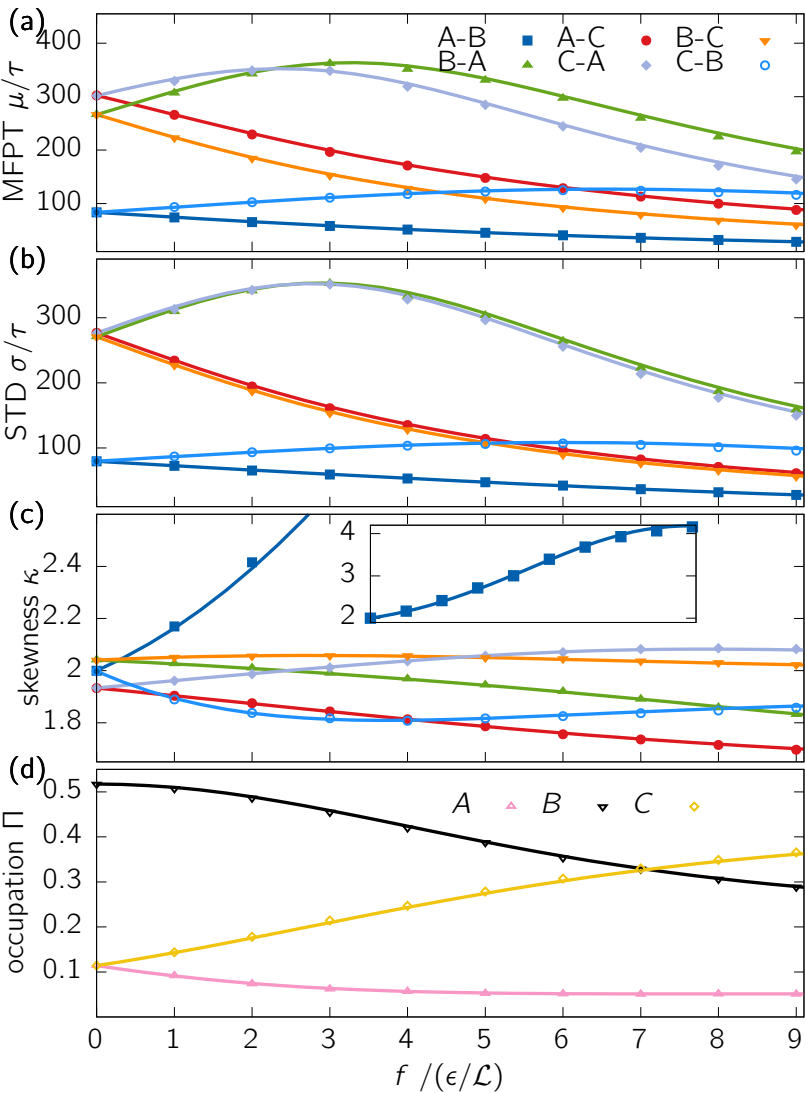 (a)
A-B A-C B-C
B-A C-A C-B
MFPT μ/τ
400
300
200
100
(b)
STD σ/τ
300
200
100
(c)
skewness κ
2.4
2.2
2
1.8
4
3
2
(d)
A B C
occupation Π
0.5
0.4
0.3
0.2
0.1
0 1 2 3 4 5 6 7 8 9
f /(ϵ/ℒ)